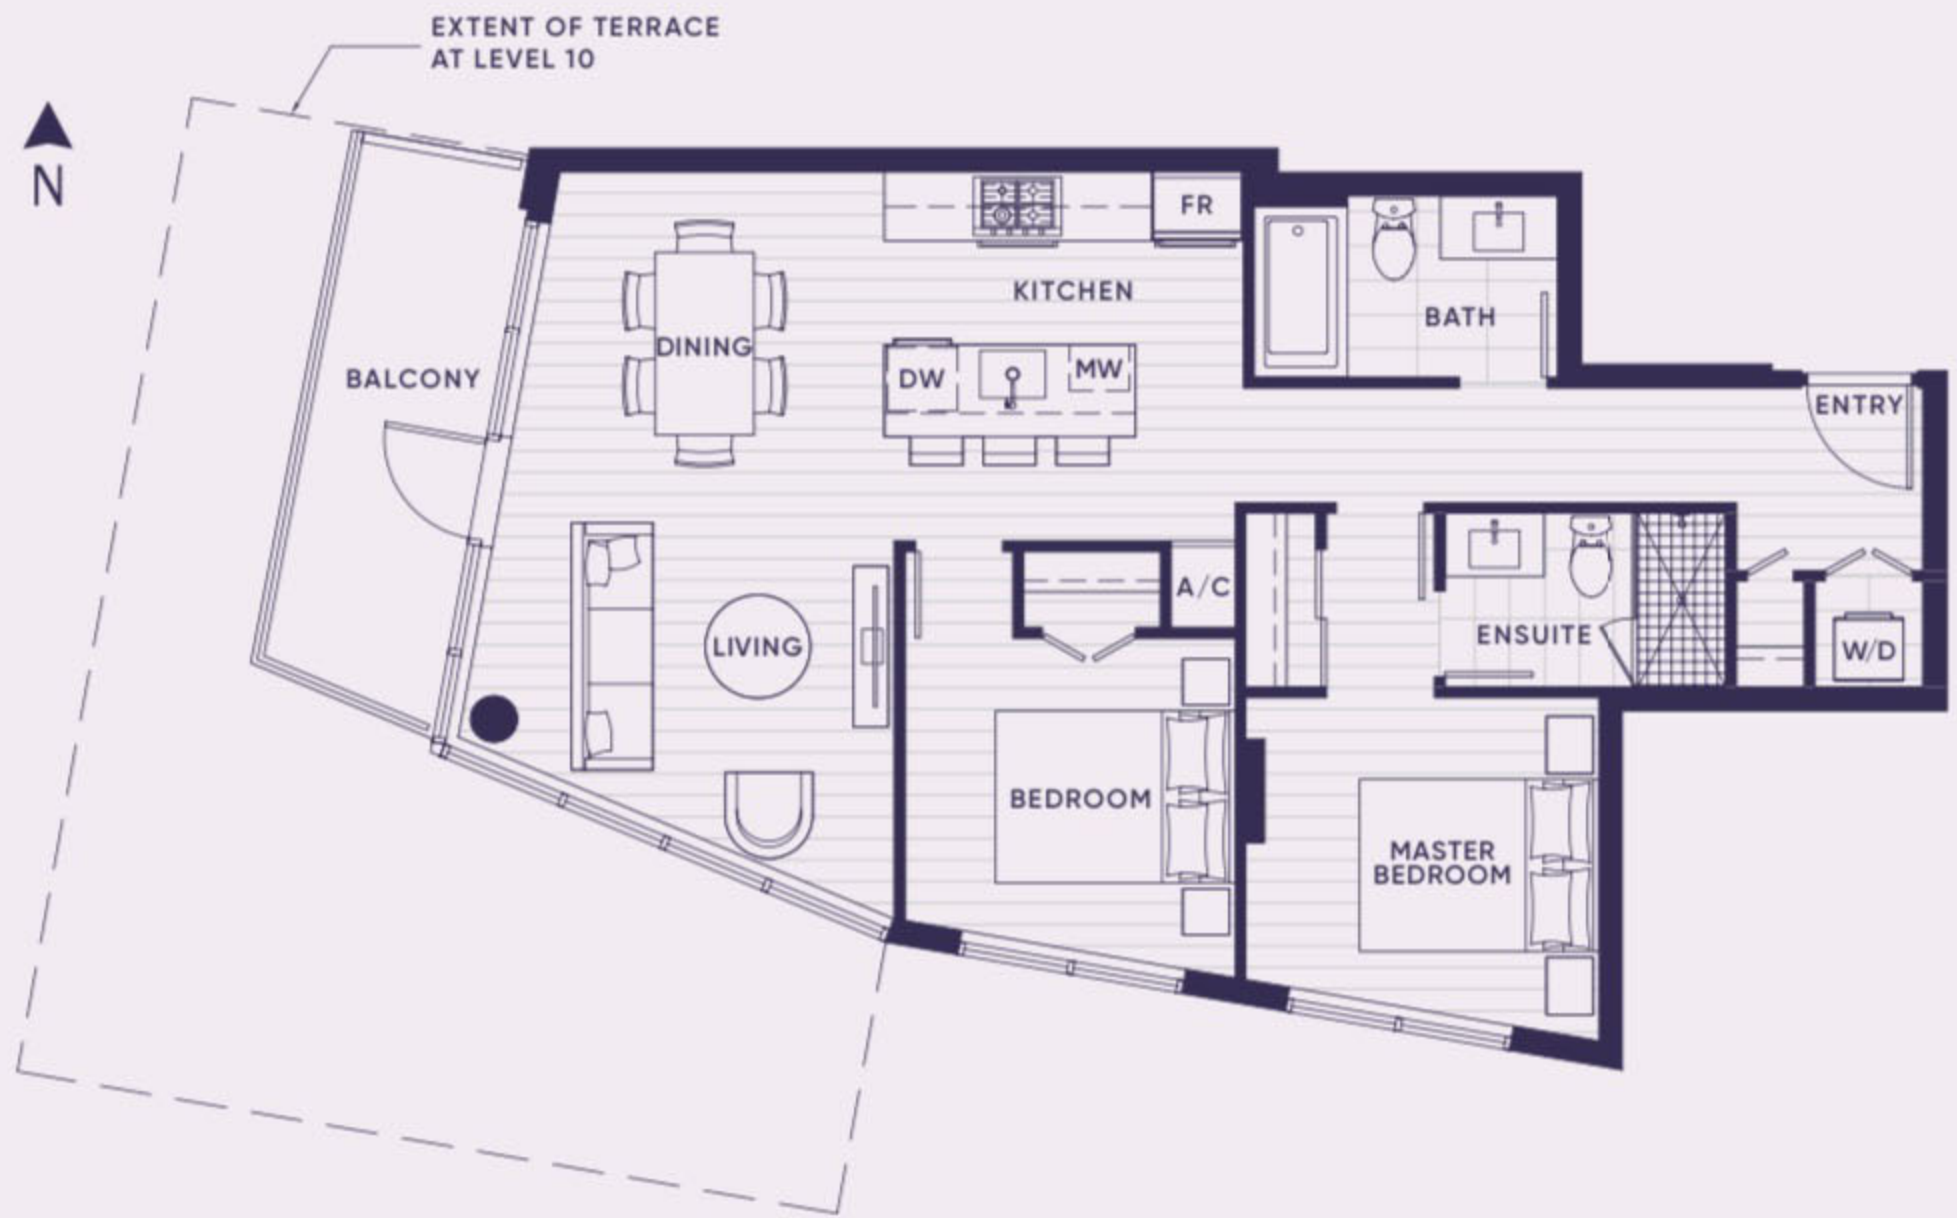 EXTENT OF TERRACE
AT LEVEL 10
N
FR
KITCHEN
BATH
DINING
BALCONY
DW
MW
ENTRY
A/C
ENSUITE
LIVING
W/D
BEDROOM
MASTER
BEDROOM